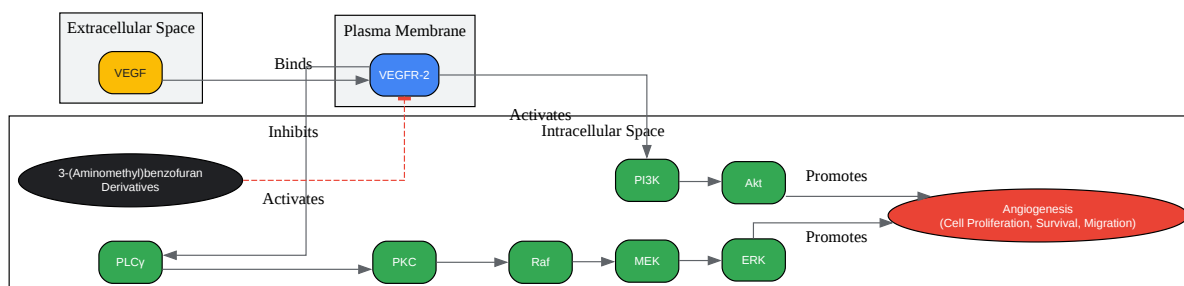 Extracellular Space
Plasma Membrane
VEGF
Binds
VEGFR-2
Activates
Inhibits
Intracellular Space
3-(Aminomethyl)benzofuran
Derivatives
Activates
PI3K
Akt
Promotes
Angiogenesis
(Cell Proliferation, Survival, Migration)
Promotes
PLCγ
PKC
Raf
MEK
ERK